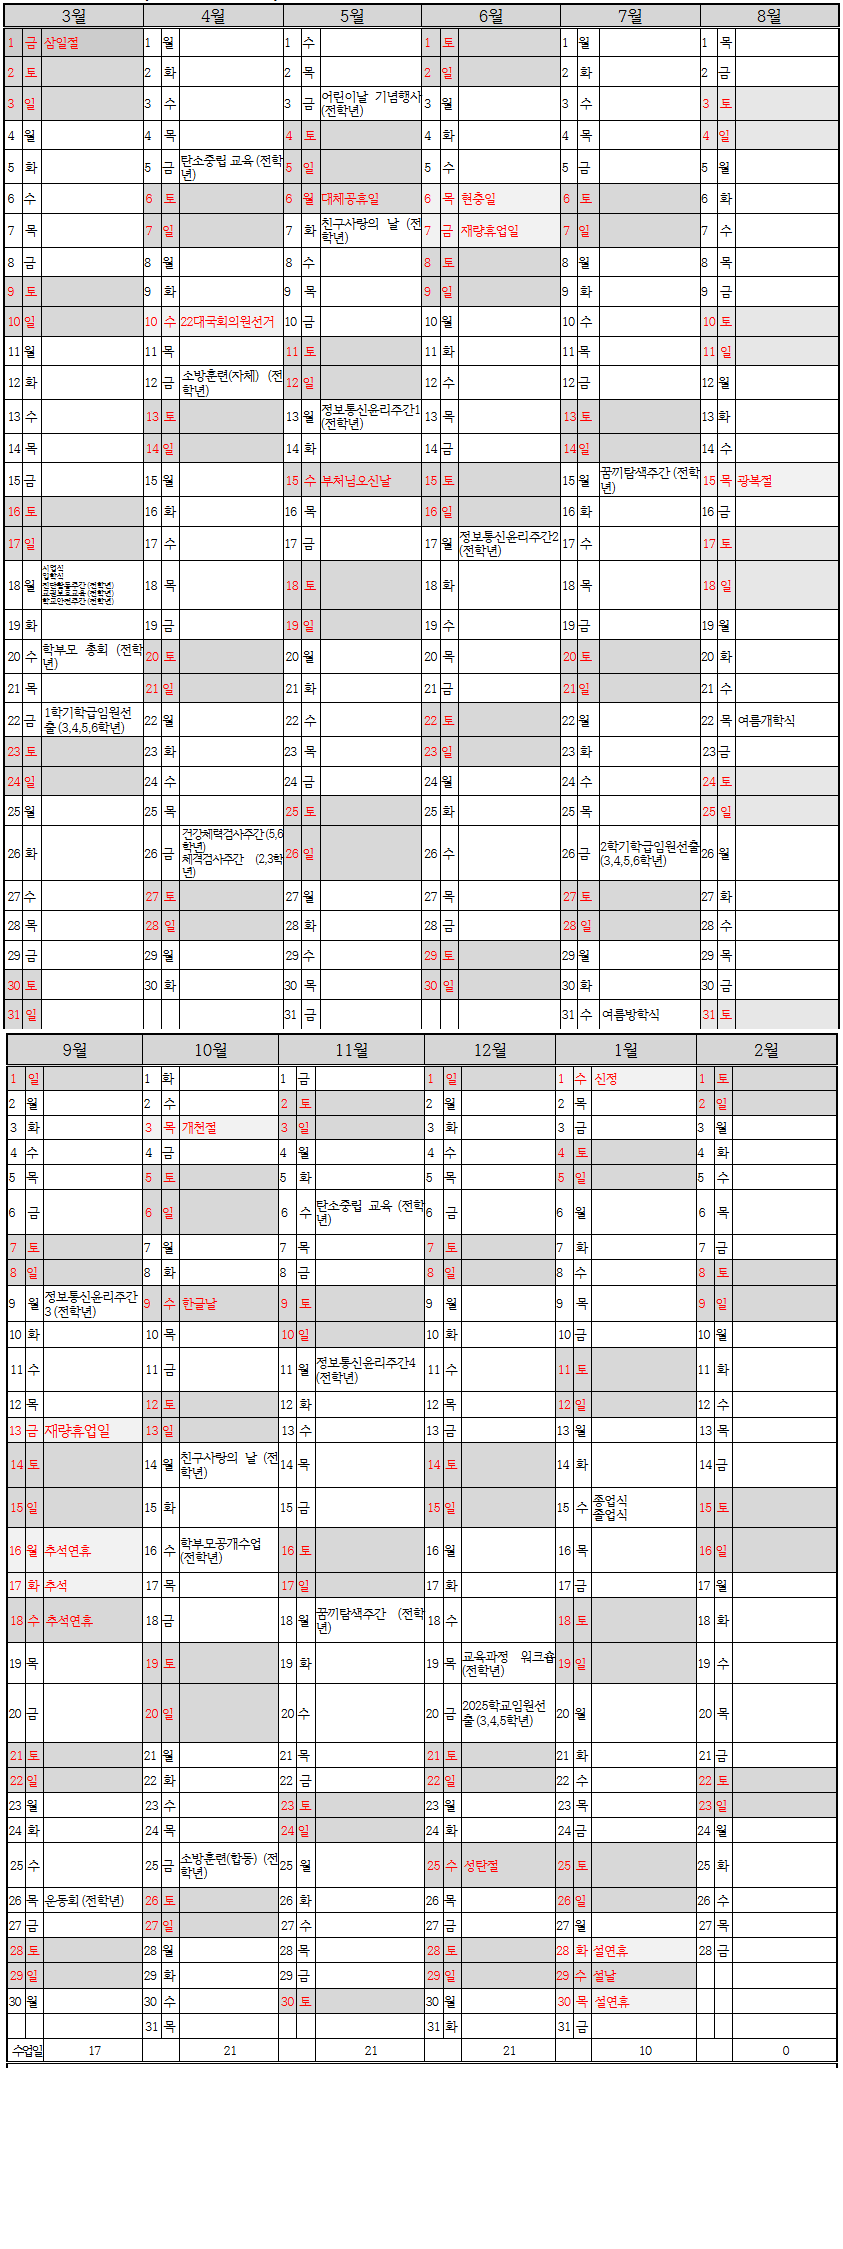 3월 4월 5월 6월 7월 8월
1 금 삼일절 1 월 1 수 1 토 1 월 1 목
2 토 2 화 2 목 2 일 2 화 2 금
3 일 3 수 3 금 어린이날 기념행사 (전학년) 3 월 3 수 3 토
4 월 4 목 4 토 4 화 4 목 4 일
5 화 5 금 탄소중립 교육 (전학년) 5 일 5 수 5 금 5 월
6 수 6 토 6 월 대체공휴일 6 목 현충일 6 토 6 화
7 목 7 일 7 화 친구사랑의 날 (전학년) 7 금 재량휴업일 7 일 7 수
8 금 8 월 8 수 8 토 8 월 8 목
9 토 9 화 9 목 9 일 9 화 9 금
10 일 10 수 22대국회의원선거 10 금 10 월 10 수 10 토
11 월 11 목 11 토 11 화 11 목 11 일
12 화 12 금 소방훈련(자체) (전학년) 12 일 12 수 12 금 12 월
13 수 13 토 13 월 정보통신윤리주간1 (전학년) 13 목 13 토 13 화
14 목 14 일 14 화 14 금 14 일 14 수
15 금 15 월 15 수 부처님오신날 15 토 15 월 꿈끼탐색주간 (전학년) 15 목 광복절
16 토 16 화 16 목 16 일 16 화 16 금
17 일 17 수 17 금 17 월 정보통신윤리주간2 (전학년) 17 수 17 토
18 월 시업식 입학식 (전학년) (전학년) 학교안전주간 (전학년) 18 목 18 토 18 화 18 목 18 일
19 화 19 금 19 일 19 수 19 금 19 월
20 수 학부모 총회 (전학년) 20 토 20 월 20 목 20 토 20 화
21 목 21 일 21 화 21 금 21 일 21 수
22 금 1학기학급임원선출 (3,4,5,6학년) 22 월 22 수 22 토 22 월 22 목 여름개학식
23 토 23 화 23 목 23 일 23 화 23 금
24 일 24 수 24 금 24 월 24 수 24 토
25 월 25 목 25 토 25 화 25 목 25 일
26 화 26 금 건강체력검사주간 (5,6학년) 체격검사주간 (2,3학년) 26 일 26 수 26 금 2학기학급임원선출 (3,4,5,6학년) 26 월
27 수 27 토 27 월 27 목 27 토 27 화
28 목 28 일 28 화 28 금 28 일 28 수
29 금 29 월 29 수 29 토 29 월 29 목
30 토 30 화 30 목 30 일 30 화 30 금
31 일 31 금 31 수 여름방학식 31 토
9월 10월 11월 12월 1월 2월
1 일 1 화 1 금 1 일 1 수 신정 1 토
2 월 2 수 2 토 2 월 2 목 2 일
3 화 3 목 개천절 3 일 3 화 3 금 3 월
4 수 4 금 4 월 4 수 4 토 4 화
5 목 5 토 5 화 5 목 5 일 5 수
6 금 6 일 6 수 탄소중립 교육 (전학년) 6 금 6 월 6 목
7 토 7 월 7 목 7 토 7 화 7 금
8 일 8 화 8 금 8 일 8 수 8 토
9 월 정보통신윤리주간3 (전학년) 9 수 한글날 9 토 9 월 9 목 9 일
10 화 10 목 10 일 10 화 10 금 10 월
11 수 11 금 11 월 정보통신윤리주간4 (전학년) 11 수 11 토 11 화
12 목 12 토 12 화 12 목 12 일 12 수
13 금 재량휴업일 13 일 13 수 13 금 13 월 13 목
14 토 14 월 친구사랑의 날 (전학년) 14 목 14 토 14 화 14 금
15 일 15 화 15 금 15 일 15 수 종업식 졸업식 15 토
16 월 추석연휴 16 수 학부모공개수업 (전학년) 16 토 16 월 16 목 16 일
17 화 추석 17 목 17 일 17 화 17 금 17 월
18 수 추석연휴 18 금 18 월 꿈끼탐색주간 (전학년) 18 수 18 토 18 화
19 목 19 토 19 화 19 목 교육과정 워크숍 (전학년) 19 일 19 수
20 금 20 일 20 수 20 금 2025학교임원선출 (3,4,5학년) 20 월 20 목
21 토 21 월 21 목 21 토 21 화 21 금
22 일 22 화 22 금 22 일 22 수 22 토
23 월 23 수 23 토 23 월 23 목 23 일
24 화 24 목 24 일 24 화 24 금 24 월
25 수 25 금 소방훈련(합동) (전학년) 25 월 25 수 성탄절 25 토 25 화
26 목 운동회 (전학년) 26 토 26 화 26 목 26 일 26 수
27 금 27 일 27 수 27 금 27 월 27 목
28 토 28 월 28 목 28 토 28 화 설연휴 28 금
29 일 29 화 29 금 29 일 29 수 설날
30 월 30 수 30 토 30 월 30 목 설연휴
31 목 31 화 31 금
수업일 17 21 21 21 10 0